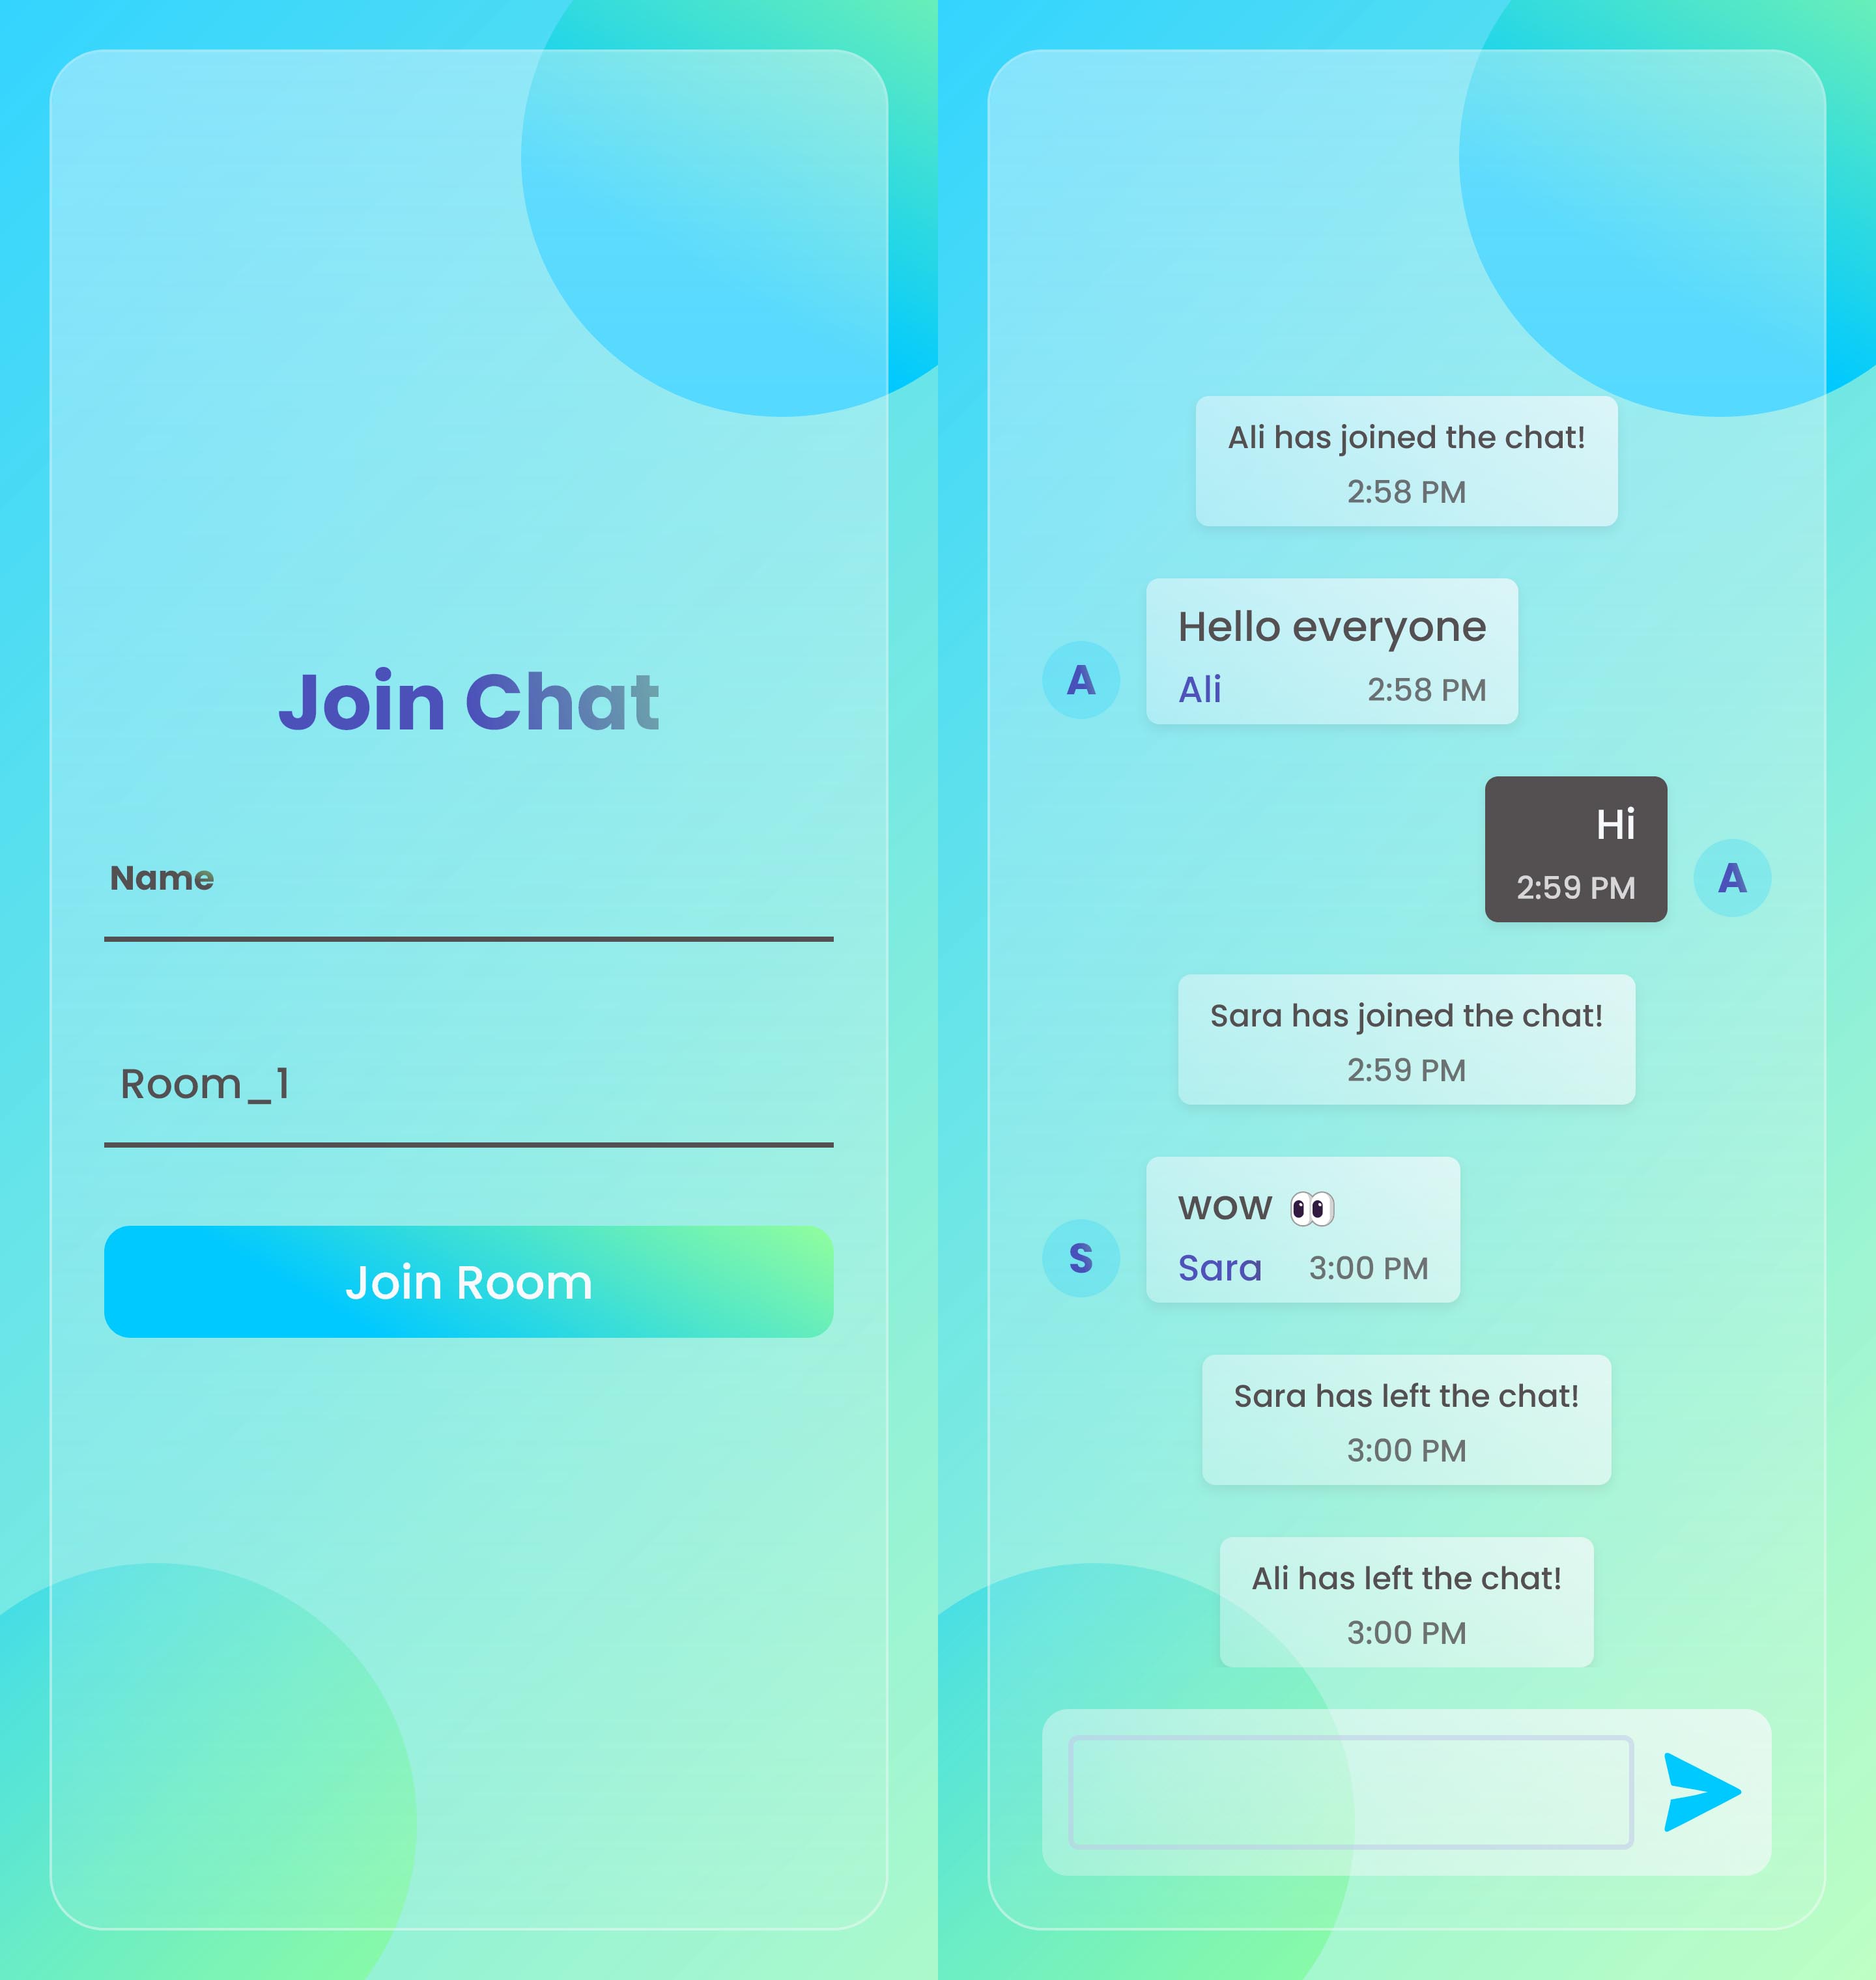 Join Chat
Name
Room_1
Join Room
Ali has joined the chat!
2:58 PM
Hello everyone
A
Ali 2:58 PM
Hi
A
2:59 PM
Sara has joined the chat!
2:59 PM
wow 👀
S
Sara 3:00 PM
Sara has left the chat!
3:00 PM
Ali has left the chat!
3:00 PM